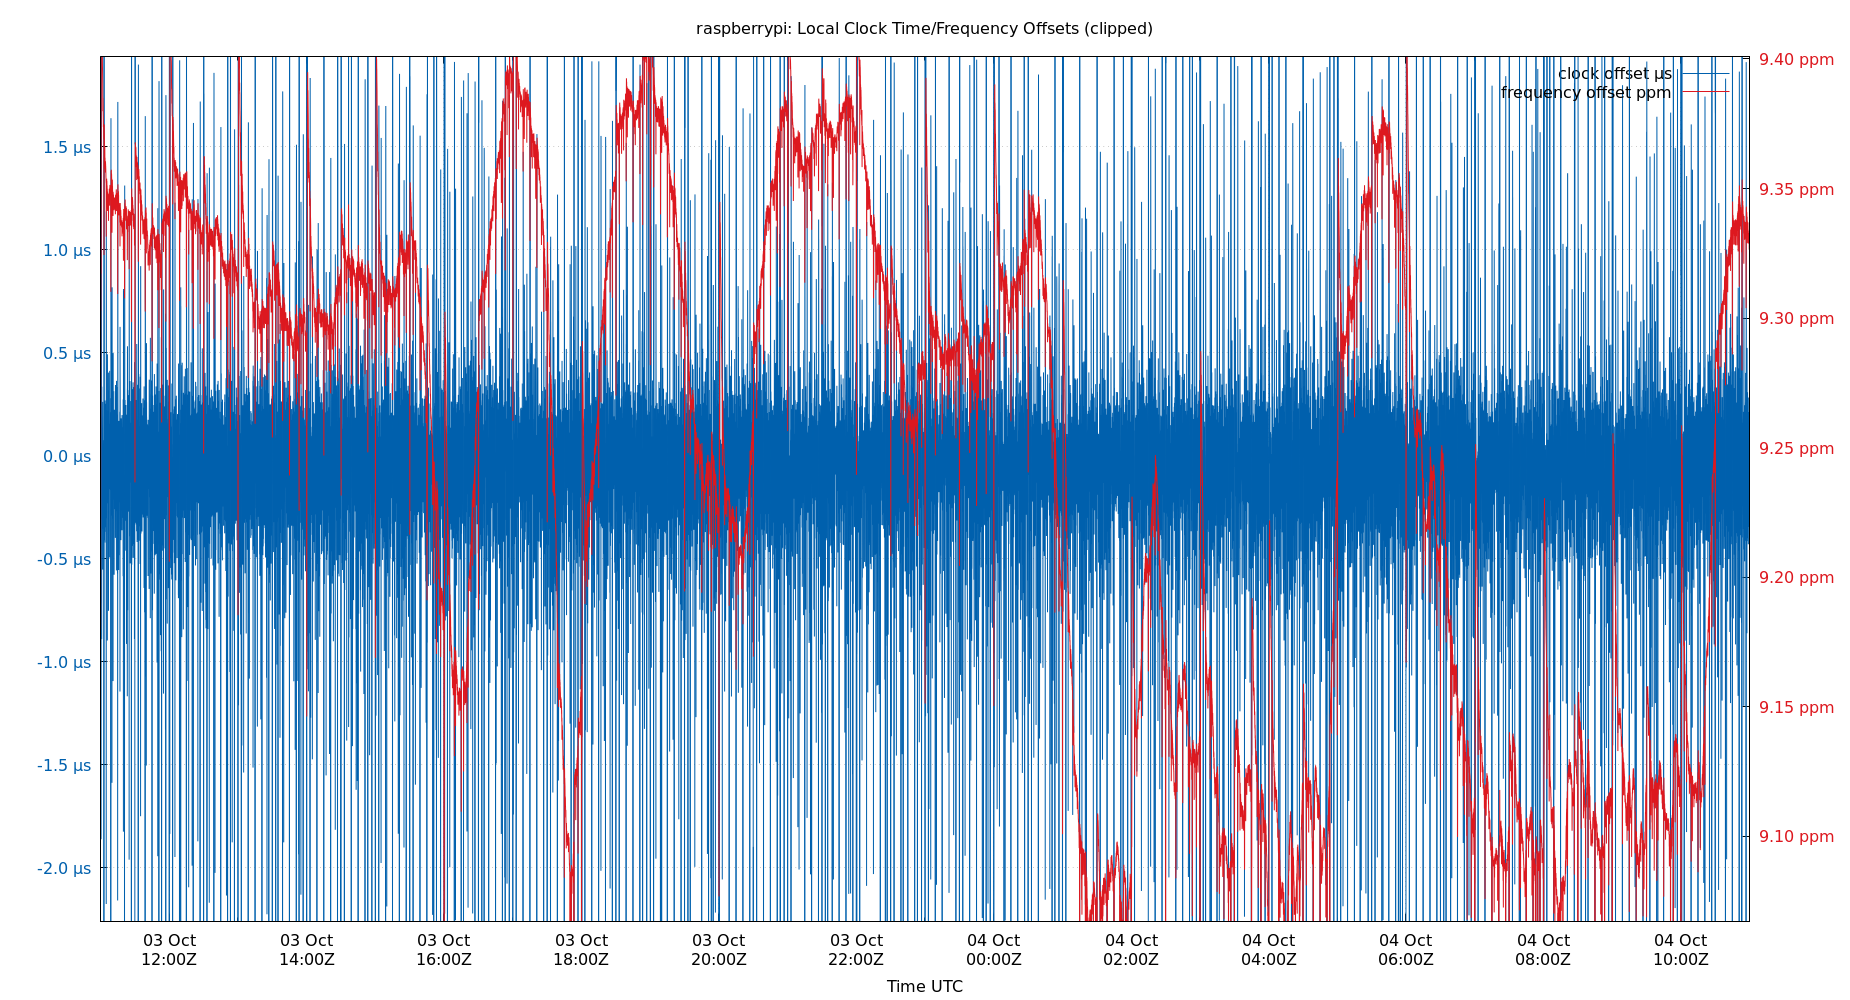 raspberrypi: Local Clock Time/Frequency Offsets (clipped)
clock offset µs
frequency offset ppm
1.5 µs
1.0 µs
0.5 µs
0.0 µs
-0.5 µs
-1.0 µs
-1.5 µs
-2.0 µs
9.40 ppm
9.35 ppm
9.30 ppm
9.25 ppm
9.20 ppm
9.15 ppm
9.10 ppm
03 Oct 03 Oct 03 Oct 03 Oct 03 Oct 03 Oct 04 Oct 04 Oct 04 Oct 04 Oct 04 Oct 04 Oct
12:00Z 14:00Z 16:00Z 18:00Z 20:00Z 22:00Z 00:00Z 02:00Z 04:00Z 06:00Z 08:00Z 10:00Z
Time UTC